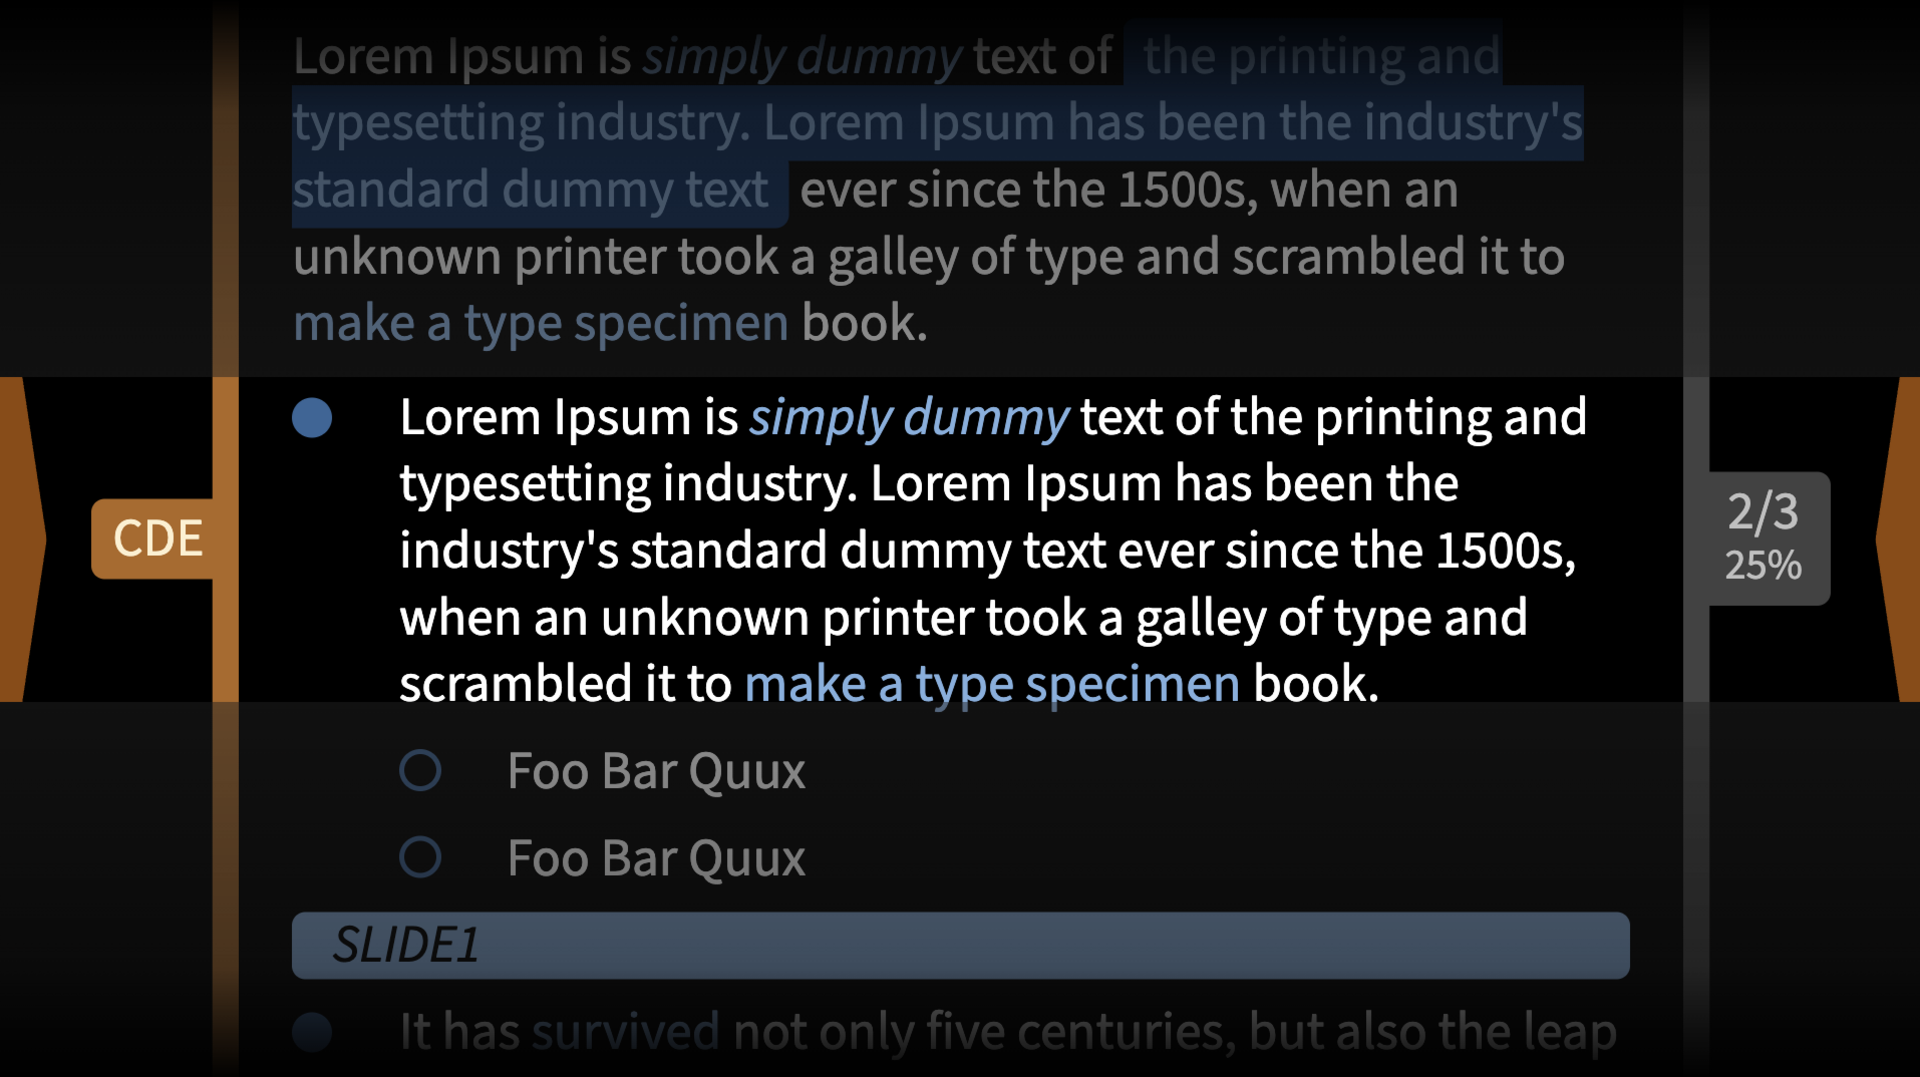 Lorem Ipsum is simply dummy text of the printing and
typesetting industry. Lorem Ipsum has been the industry's
standard dummy text ever since the 1500s, when an
unknown printer took a galley of type and scrambled it to
make a type specimen book.
Lorem Ipsum is simply dummy text of the printing and
typesetting industry. Lorem Ipsum has been the
industry's standard dummy text ever since the 1500s,
when an unknown printer took a galley of type and
scrambled it to make a type specimen book.
CDE
2/3
25%
Foo Bar Quux
Foo Bar Quux
SLIDE1
It has survived not only five centuries, but also the leap